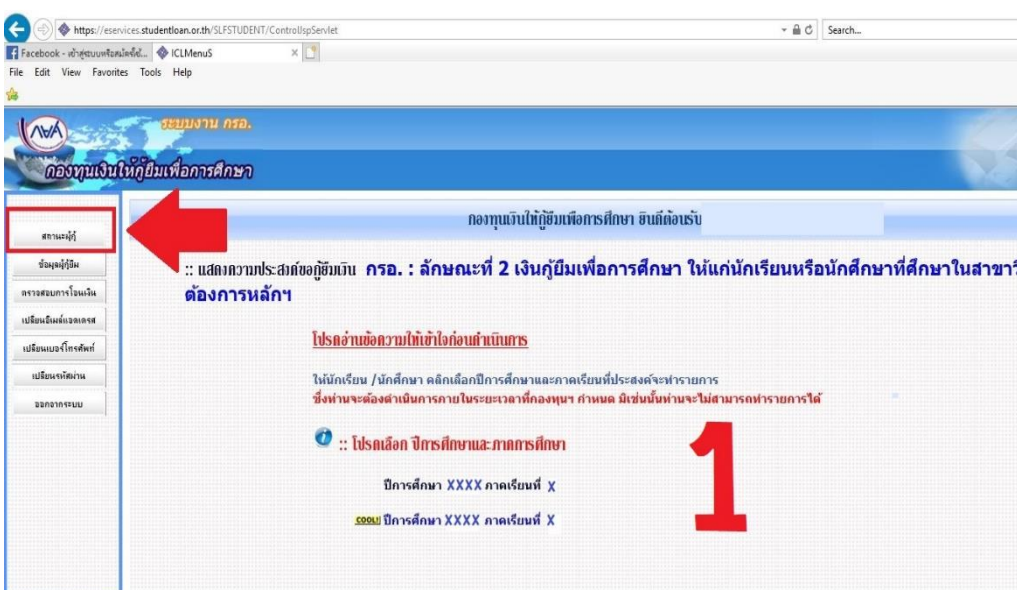 https://eservices.studentloan.or.th/SLFSTUDENT/ControlIspServlet
Search...
Facebook - เข้าสู่ระบบหรือสมัครใช้...
ICLMenuS
File Edit View Favorites Tools Help
กยศ
ระบบงาน กรอ.
กองทุนเงินให้กู้ยืมเพื่อการศึกษา
สถานะผู้กู้
ข้อมูลผู้กู้ยืม
ตรวจสอบการโอนเงิน
เปลี่ยนอีเมล์แอดเดรส
เปลี่ยนเบอร์โทรศัพท์
เปลี่ยนรหัสผ่าน
ออกจากระบบ
กองทุนเงินให้กู้ยืมเพื่อการศึกษา ยินดีต้อนรับ
:: แสดงความประสงค์ขอกู้ยืมเงิน กรอ. : ลักษณะที่ 2 เงินกู้ยืมเพื่อการศึกษา ให้แก่นักเรียนหรือนักศึกษาที่ศึกษาในสาขาวิ
ต้องการหลักฯ
โปรดอ่านข้อความให้เข้าใจก่อนดำเนินการ
ให้นักเรียน /นักศึกษา คลิกเลือกปีการศึกษาและภาคเรียนที่ประสงค์จะทำรายการ
ซึ่งท่านจะต้องดำเนินการภายในระยะเวลาที่กองทุนฯ กำหนด มิเช่นนั้นท่านจะไม่สามารถทำรายการได้
:: โปรดเลือก ปีการศึกษาและภาคการศึกษา
ปีการศึกษา XXXX ภาคเรียนที่ X
COOL! ปีการศึกษา XXXX ภาคเรียนที่ X
1